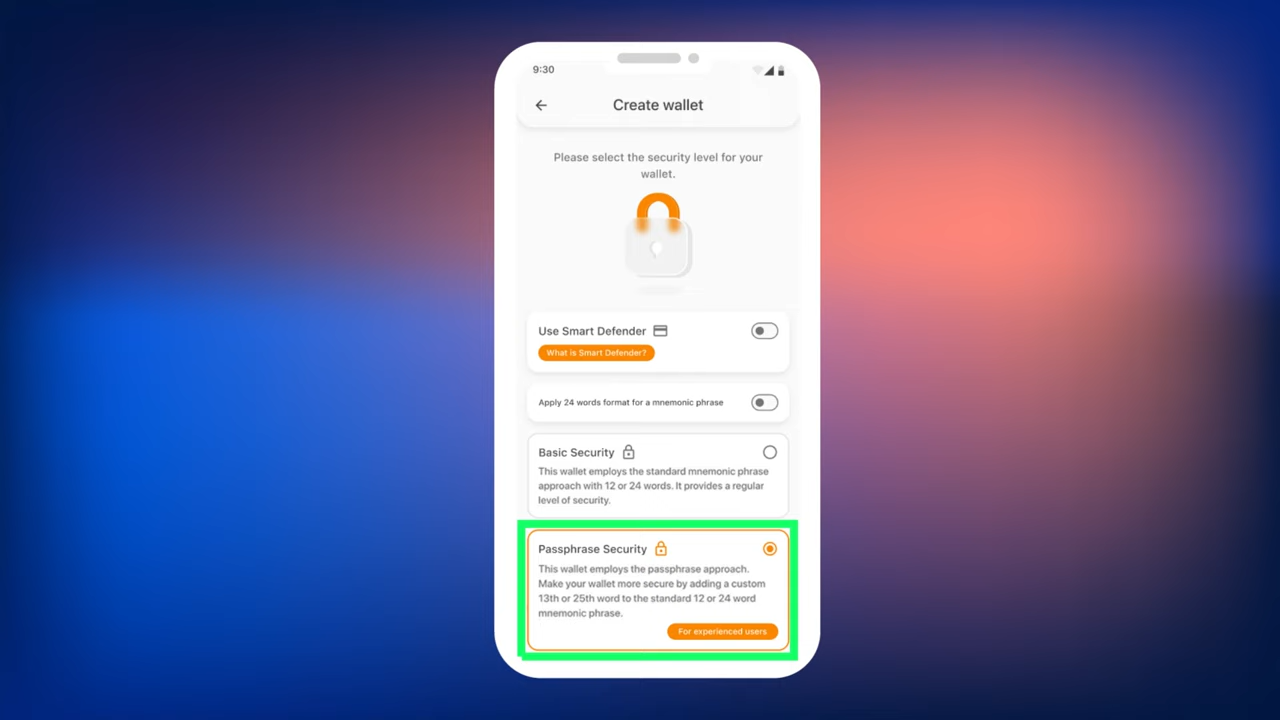 9:30
Create wallet
Please select the security level for your
wallet.
Use Smart Defender
What is Smart Defender?
Apply 24 words format for a mnemonic phrase
Basic Security
This wallet employs the standard mnemonic phrase
approach with 12 or 24 words. It provides a regular
level of security.
Passphrase Security
This wallet employs the passphrase approach.
Make your wallet more secure by adding a custom
13th or 25th word to the standard 12 or 24 word
mnemonic phrase.
For experienced users